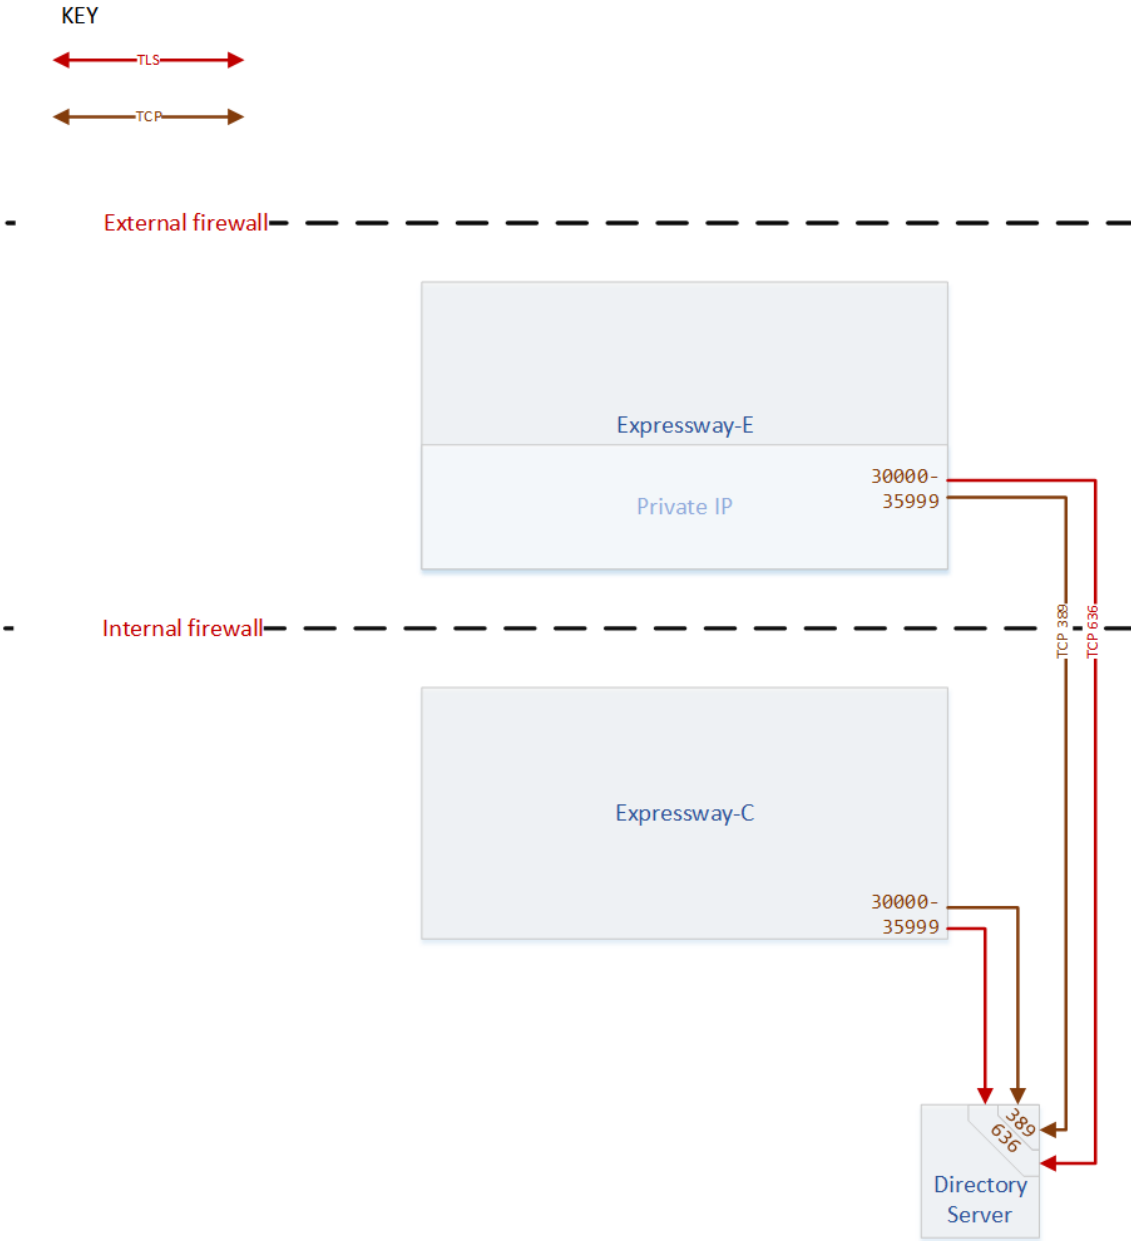 KEY
TLS
TCP
External firewall
Expressway-E
30000-
35999
Private IP
TCP 389
TCP 636
Internal firewall
Expressway-C
30000-
35999
389
636
Directory
Server